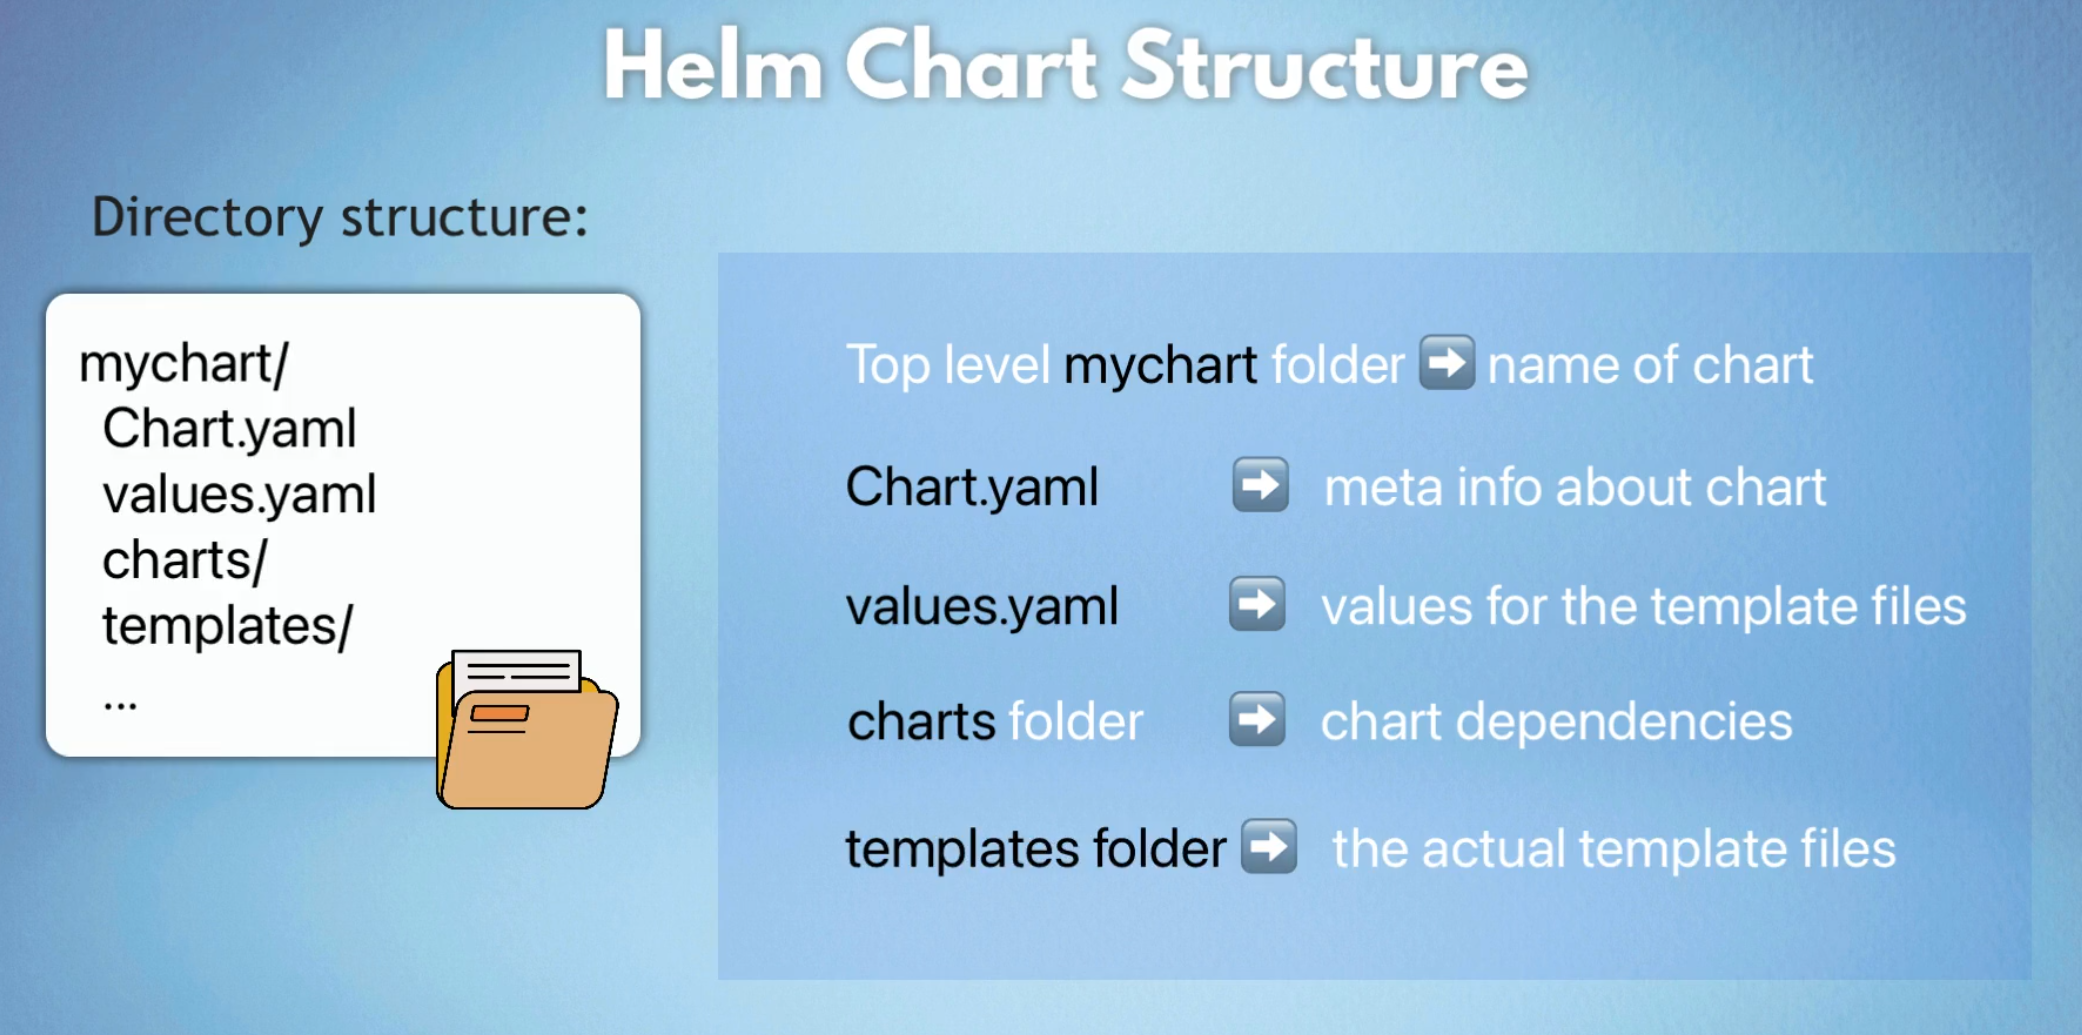 Helm Chart Structure
Directory structure:
mychart/
Chart.yaml
values.yaml
charts/
templates/
...
Top level mychart folder ➡ name of chart
Chart.yaml ➡ meta info about chart
values.yaml ➡ values for the template files
charts folder ➡ chart dependencies
templates folder ➡ the actual template files